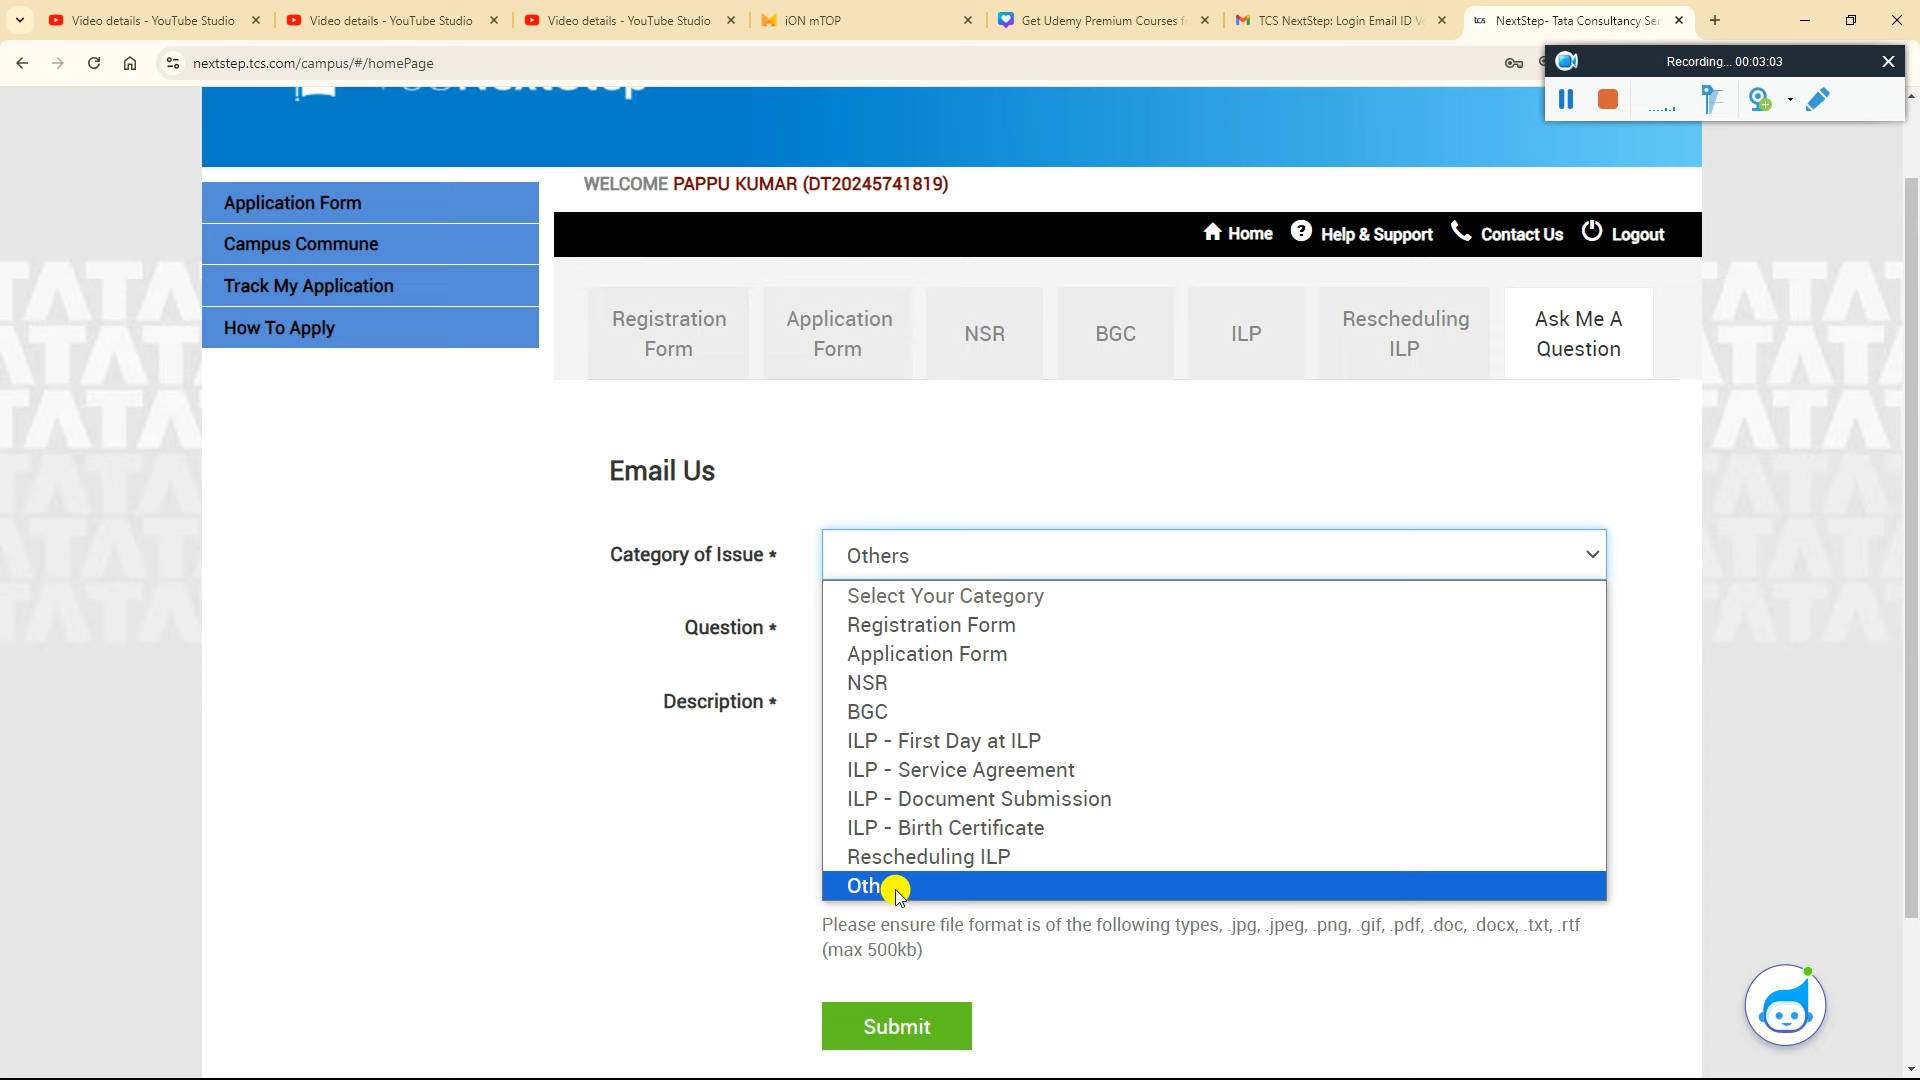 Video details - YouTube Studio
Video details - YouTube Studio
Video details - YouTube Studio
iON mTOP
Get Udemy Premium Courses f
TCS NextStep: Login Email ID V
tcs NextStep- Tata Consultancy Ser
nextstep.tcs.com/campus/#/homePage
Recording... 00:03:03
WELCOME PAPPU KUMAR (DT20245741819)
Application Form
Campus Commune
Track My Application
How To Apply
Home
Help & Support
Contact Us
Logout
Registration Form
Application Form
NSR
BGC
ILP
Rescheduling ILP
Ask Me A Question
Email Us
Category of Issue *
Others
Select Your Category
Registration Form
Question *
Application Form
NSR
Description *
BGC
ILP - First Day at ILP
ILP - Service Agreement
ILP - Document Submission
ILP - Birth Certificate
Rescheduling ILP
Oth
Please ensure file format is of the following types, .jpg, .jpeg, .png, .gif, .pdf, .doc, .docx, .txt, .rtf
(max 500kb)
Submit